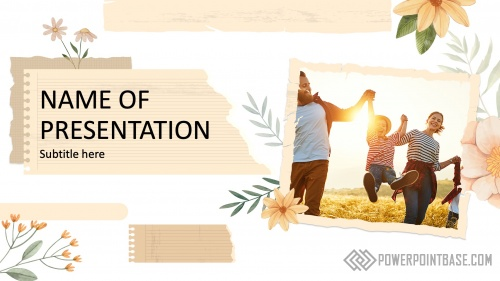 NAME OF
PRESENTATION
Subtitle here
POWERPOINTBASE.COM